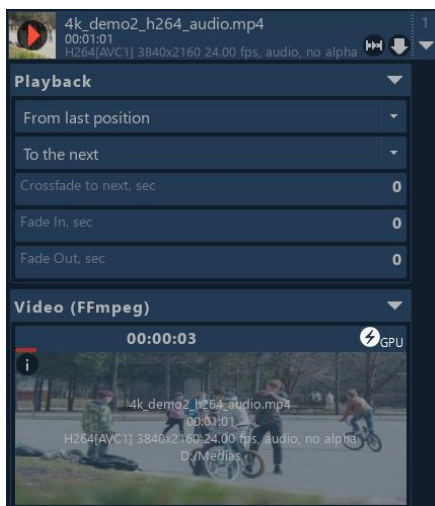 4k_demo2_h264_audio.mp4
1
00:01:01
H264[AVC1] 3840x2160 24.00 fps, audio, no alpha
Playback
From last position
To the next
Crossfade to next, sec 0
Fade In, sec 0
Fade Out, sec 0
Video (FFmpeg)
00:00:03
GPU
i
4k_demo2_h264_audio.mp4
00:01:01
H264[AVC1] 3840x2160 24.00 fps, audio, no alpha
D:/Medias